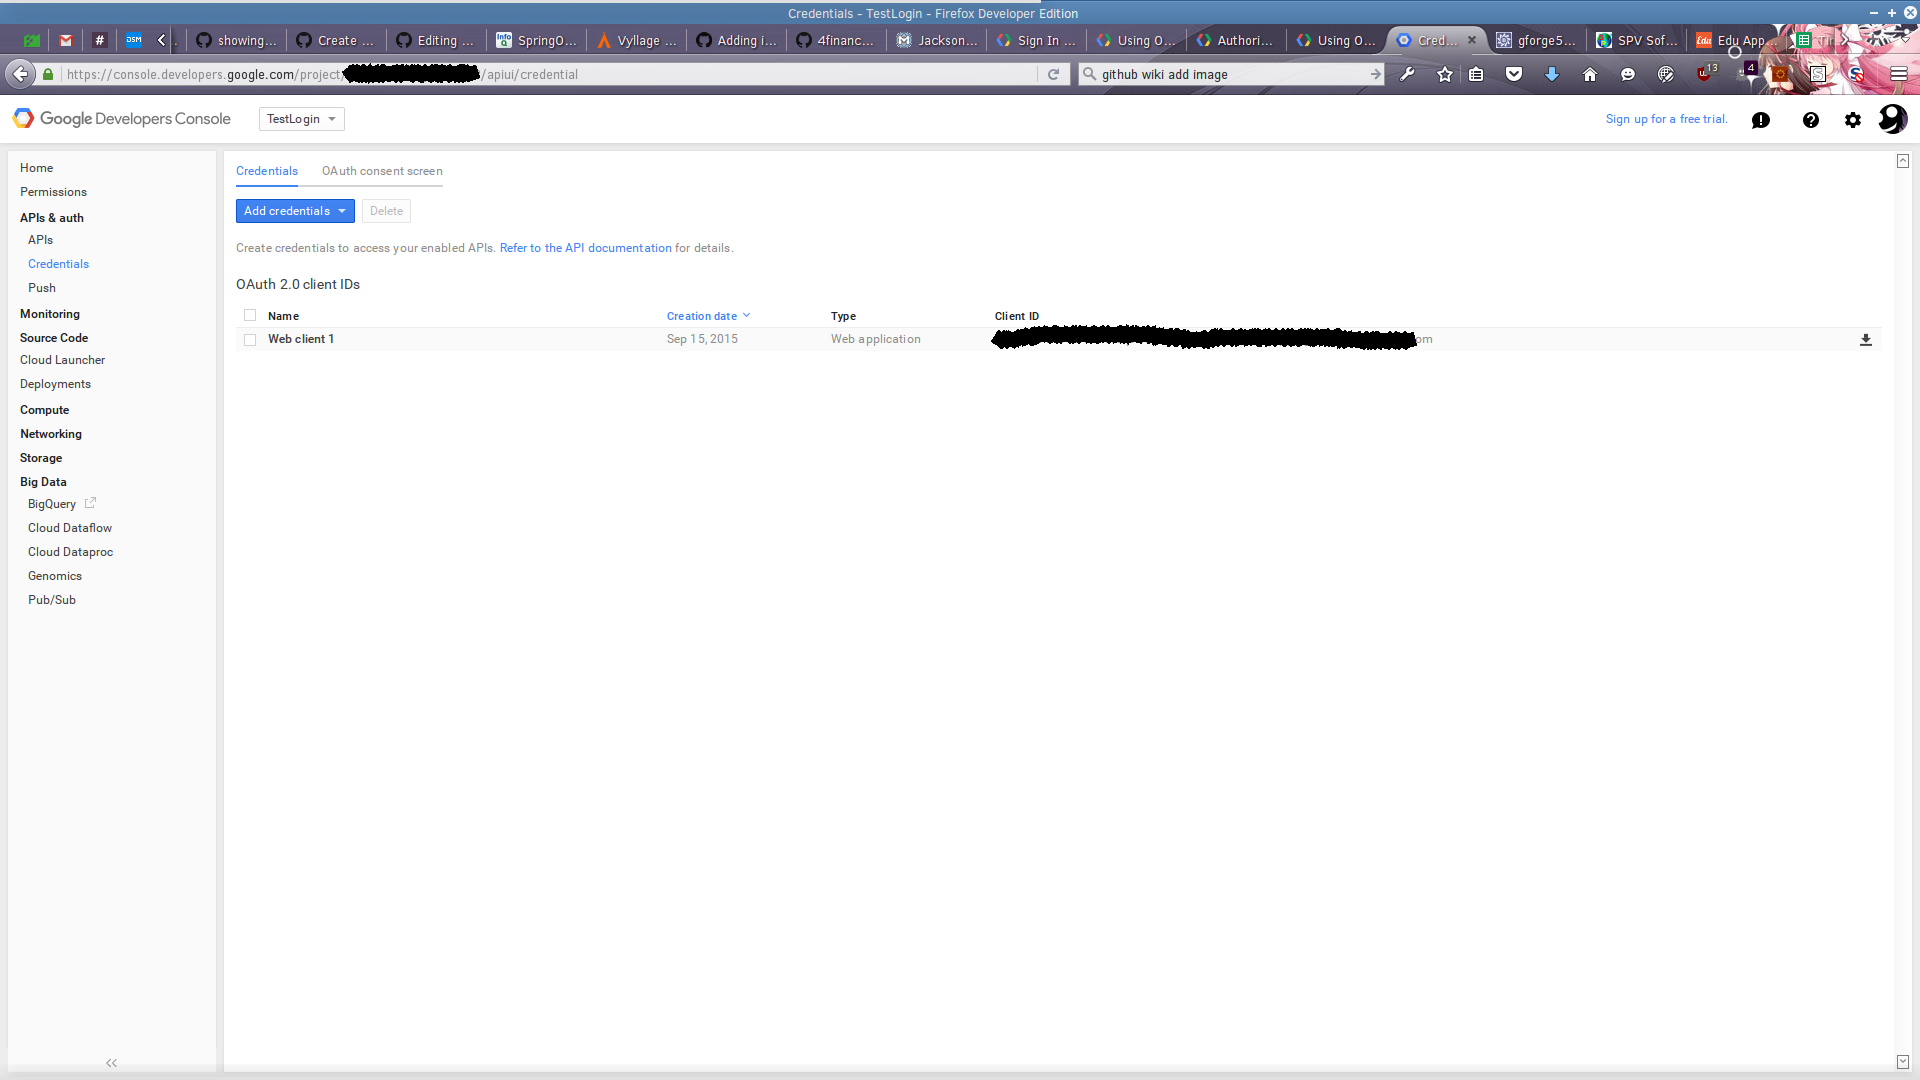 Credentials - TestLogin - Firefox Developer Edition
showing...
Create ...
Editing ...
SpringO...
Vyllage ...
Adding i...
4financ...
Jackson...
Sign In ...
Using O...
Authori...
Using O...
Cred...
gforge5...
SPV Sof...
Edu App...
https://console.developers.google.com/project/ /apiui/credential
github wiki add image
13
4
Google Developers Console
TestLogin
Sign up for a free trial.
Home
Permissions
APIs & auth
APIs
Credentials
Push
Monitoring
Source Code
Cloud Launcher
Deployments
Compute
Networking
Storage
Big Data
BigQuery
Cloud Dataflow
Cloud Dataproc
Genomics
Pub/Sub
Credentials
OAuth consent screen
Add credentials
Delete
Create credentials to access your enabled APIs. Refer to the API documentation for details.
OAuth 2.0 client IDs
Name Creation date Type Client ID
Web client 1 Sep 15, 2015 Web application om